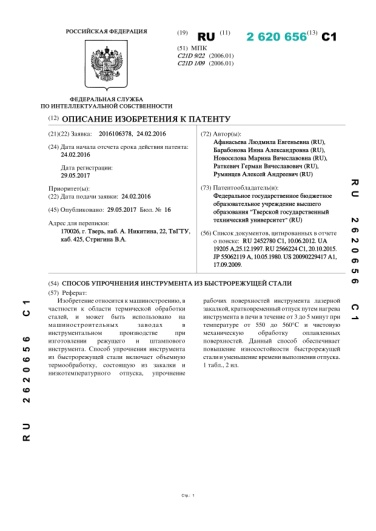 РОССИЙСКАЯ ФЕДЕРАЦИЯ
(19) RU (11) 2 620 656 (13) C1
(51) МПК
C21D 9/22 (2006.01)
C21D 1/09 (2006.01)
ФЕДЕРАЛЬНАЯ СЛУЖБА
ПО ИНТЕЛЛЕКТУАЛЬНОЙ СОБСТВЕННОСТИ
(12) ОПИСАНИЕ ИЗОБРЕТЕНИЯ К ПАТЕНТУ
(21)(22) Заявка: 2016106378, 24.02.2016
(24) Дата начала отсчета срока действия патента:
24.02.2016
Дата регистрации:
29.05.2017
Приоритет(ы):
(22) Дата подачи заявки: 24.02.2016
(45) Опубликовано: 29.05.2017 Бюл. № 16
Адрес для переписки:
170026, г. Тверь, наб. А. Никитина, 22, ТвГТУ,
каб. 425, Стригина В.А.
(72) Автор(ы):
Афанасьева Людмила Евгеньевна (RU),
Барабонова Инна Александровна (RU),
Новоселова Марина Вячеславовна (RU),
Раткевич Герман Вячеславович (RU),
Румянцев Алексей Андреевич (RU)
(73) Патентообладатель(и):
Федеральное государственное бюджетное
образовательное учреждение высшего
образования "Тверской государственный
технический университет" (RU)
(56) Список документов, цитированных в отчете
о поиске: RU 2452780 C1, 10.06.2012. UA
19205 A,25.12.1997. RU 2566224 C1, 20.10.2015.
JP 55062119 A, 10.05.1980. US 20090229417 A1,
17.09.2009.
(54) СПОСОБ УПРОЧНЕНИЯ ИНСТРУМЕНТА ИЗ БЫСТРОРЕЖУЩЕЙ СТАЛИ
(57) Реферат:
Изобретение относится к машиностроению, в
частности к области термической обработки
сталей, и может быть использовано на
машиностроительных заводах в
инструментальном производстве при
изготовлении режущего и штампового
инструмента. Способ упрочнения инструмента
из быстрорежущей стали включает объемную
термообработку, состоящую из закалки и
низкотемпературного отпуска, упрочнение
рабочих поверхностей инструмента лазерной
закалкой, кратковременный отпуск путем нагрева
инструмента в печи в течение от 3 до 5 мин при
температуре от 550 до 560°С и чистовую
механическую обработку оплавленных
поверхностей. Данный способ обеспечивает
повышение износостойкости быстрорежущей
стали и уменьшение времени выполнения отпуска.
1 табл., 2 ил.
RU 2620656 C1
RU 2620656 C1
Стр.: 1